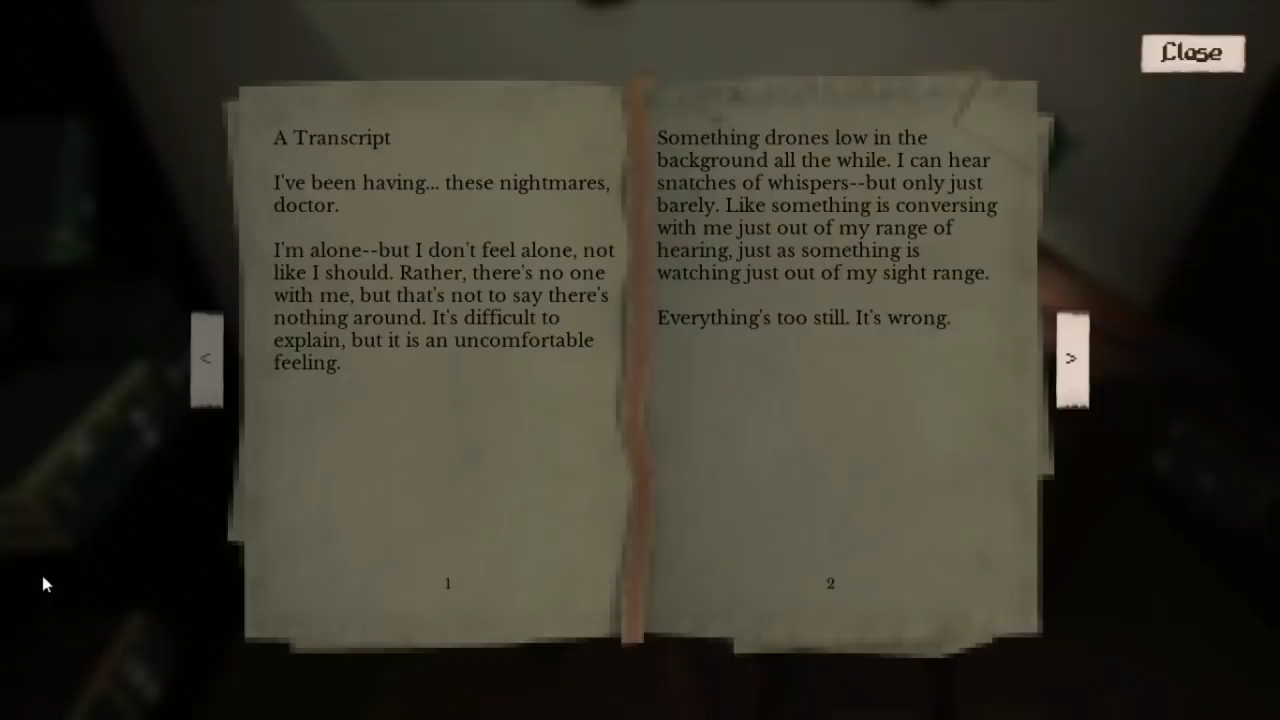 Close
A Transcript
I've been having... these nightmares,
doctor.
I'm alone--but I don't feel alone, not
like I should. Rather, there's no one
with me, but that's not to say there's
nothing around. It's difficult to
explain, but it is an uncomfortable
feeling.
1
Something drones low in the
background all the while. I can hear
snatches of whispers--but only just
barely. Like something is conversing
with me just out of my range of
hearing, just as something is
watching just out of my sight range.
Everything's too still. It's wrong.
2
<
>